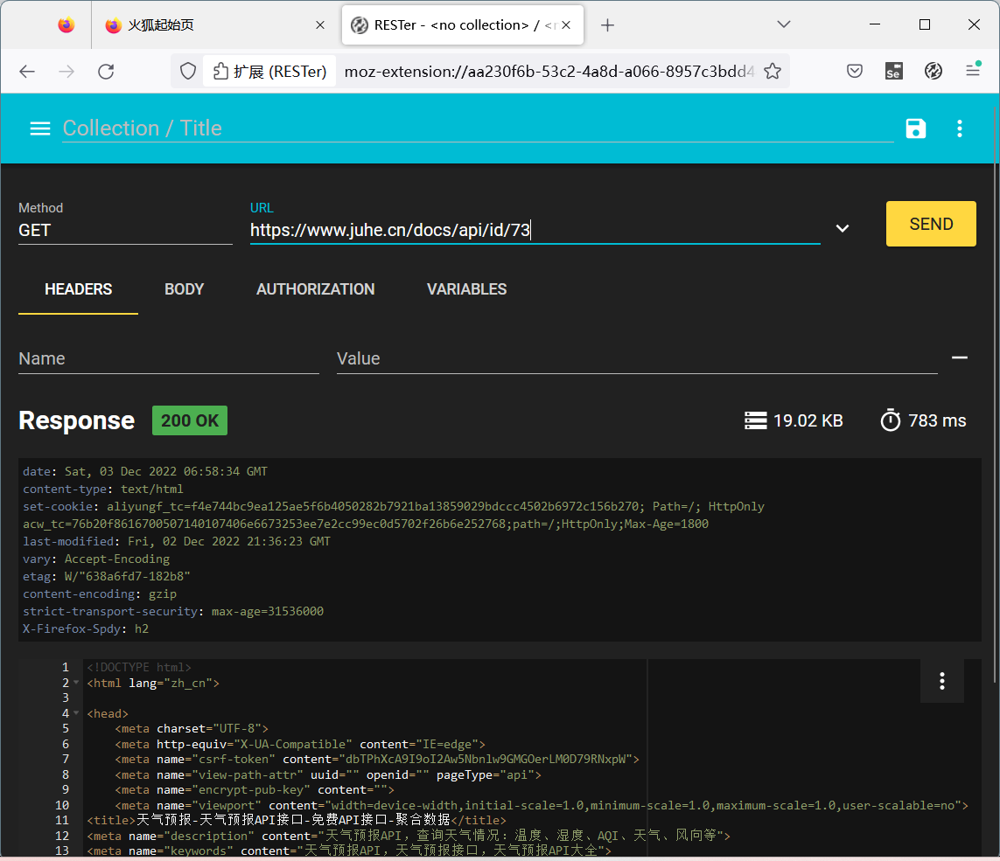 火狐起始页
RESTer - <no collection> / <r
扩展 (RESTer)
moz-extension://aa230f6b-53c2-4a8d-a066-8957c3bdd4
Se
Collection / Title
Method
URL
GET
https://www.juhe.cn/docs/api/id/73
SEND
HEADERS
BODY
AUTHORIZATION
VARIABLES
Name
Value
Response
200 OK
19.02 KB
783 ms
date: Sat, 03 Dec 2022 06:58:34 GMT
content-type: text/html
set-cookie: aliyungf_tc=f4e744bc9ea125ae5f6b4050282b7921ba13859029bdccc4502b6972c156b270; Path=/; HttpOnly
acw_tc=76b20f8616700507140107406e6673253ee7e2cc99ec0d5702f26b6e252768;path=/;HttpOnly;Max-Age=1800
last-modified: Fri, 02 Dec 2022 21:36:23 GMT
vary: Accept-Encoding
etag: W/"638a6fd7-182b8"
content-encoding: gzip
strict-transport-security: max-age=31536000
X-Firefox-Spdy: h2
1 <!DOCTYPE html>
2 <html lang="zh_cn">
3
4 <head>
5 <meta charset="UTF-8">
6 <meta http-equiv="X-UA-Compatible" content="IE=edge">
7 <meta name="csrf-token" content="dbTPhXcA9I9oI2Aw5Nbnlw9GMGOerLM0D79RNxpW">
8 <meta name="view-path-attr" uuid="" openid="" pageType="api">
9 <meta name="encrypt-pub-key" content="">
10 <meta name="viewport" content="width=device-width,initial-scale=1.0,minimum-scale=1.0,maximum-scale=1.0,user-scalable=no">
11 <title>天气预报-天气预报API接口-免费API接口-聚合数据</title>
12 <meta name="description" content="天气预报API，查询天气情况：温度、湿度、AQI、天气、风向等">
13 <meta name="keywords" content="天气预报API，天气预报接口，天气预报API大全">